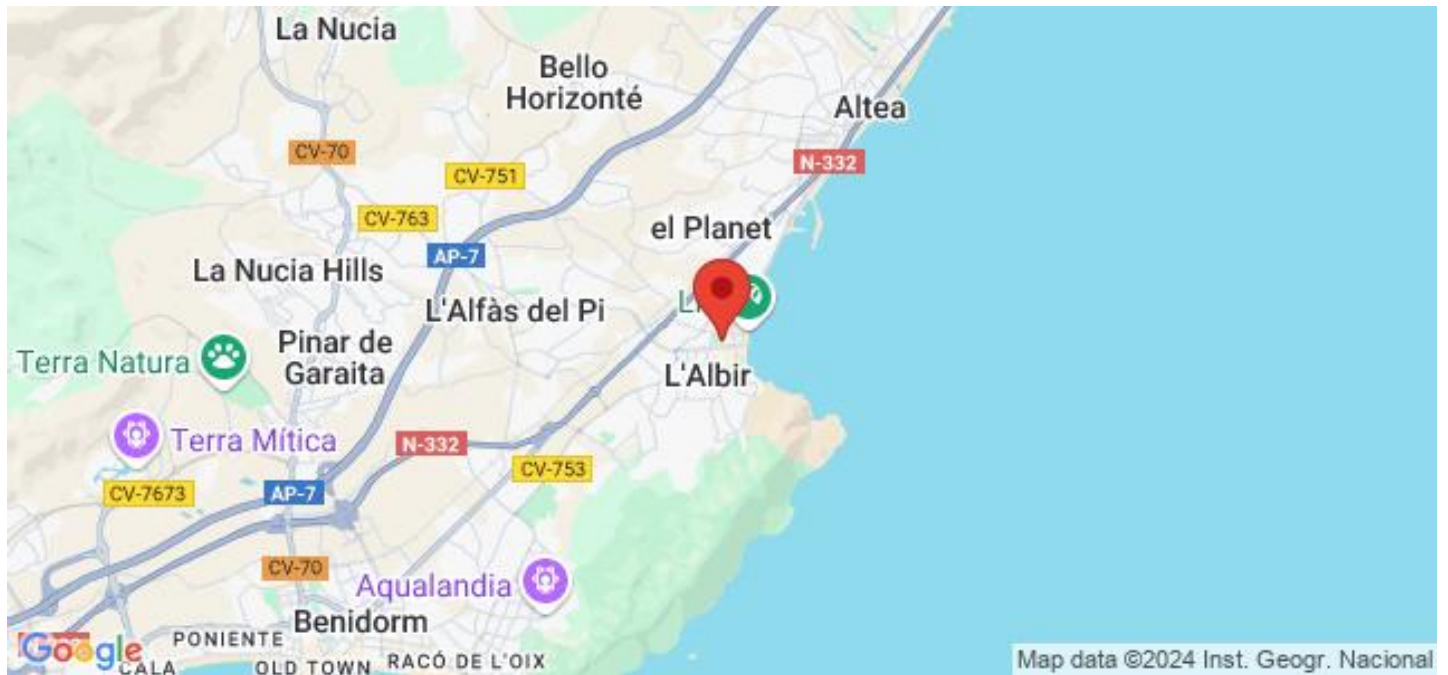 La Nucia
Bello
Horizonté
Altea
CV-70
N-332
CV-751
CV-763
el Planet
AP-7
La Nucia Hills
L'Alfàs del Pi
Terra Natura
Pinar de
Garaita
L'Albir
Terra Mítica
N-332
CV-753
CV-7673
AP-7
CV-70
Aqualandia
Benidorm
PONIENTE
Google
CALA
OLD TOWN
RACÓ DE L'OIX
Map data ©2024 Inst. Geogr. Nacional